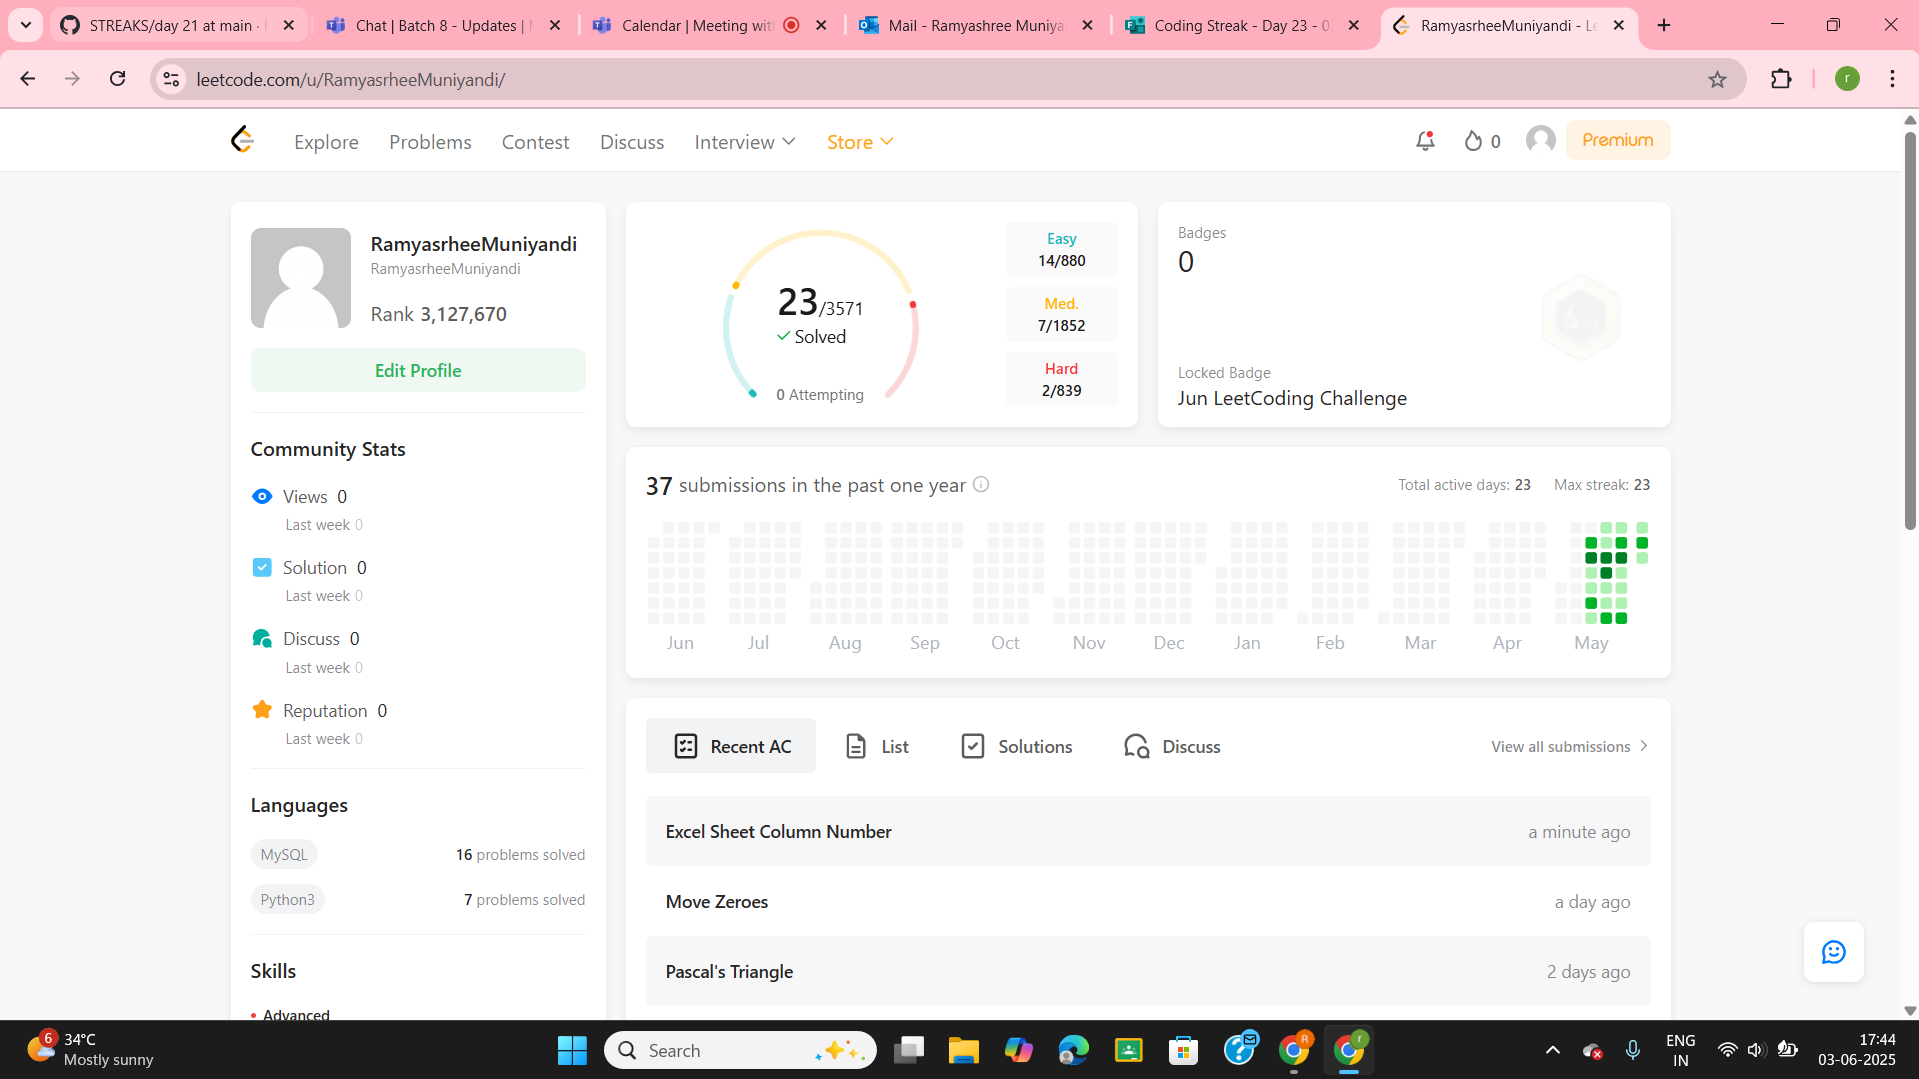 STREAKS/day 21 at main ·
Chat | Batch 8 - Updates |
Calendar | Meeting wit
Mail - Ramyashree Muniya
Coding Streak - Day 23 - 0
RamyasrheeMuniyandi - Le
leetcode.com/u/RamyasrheeMuniyandi/
r
Explore
Problems
Contest
Discuss
Interview
Store
0
Premium
RamyasrheeMuniyandi
RamyasrheeMuniyandi
Rank 3,127,670
Edit Profile
Community Stats
Views 0
Last week 0
Solution 0
Last week 0
Discuss 0
Last week 0
Reputation 0
Last week 0
Languages
MySQL
16 problems solved
Python3
7 problems solved
Skills
Advanced
23/3571
Solved
0 Attempting
Easy
14/880
Med.
7/1852
Hard
2/839
Badges
0
Locked Badge
Jun LeetCoding Challenge
37 submissions in the past one year
Total active days: 23
Max streak: 23
Jun
Jul
Aug
Sep
Oct
Nov
Dec
Jan
Feb
Mar
Apr
May
Recent AC
List
Solutions
Discuss
View all submissions
Excel Sheet Column Number
a minute ago
Move Zeroes
a day ago
Pascal's Triangle
2 days ago
6
34°C
Mostly sunny
Search
R
r
ENG
IN
17:44
03-06-2025